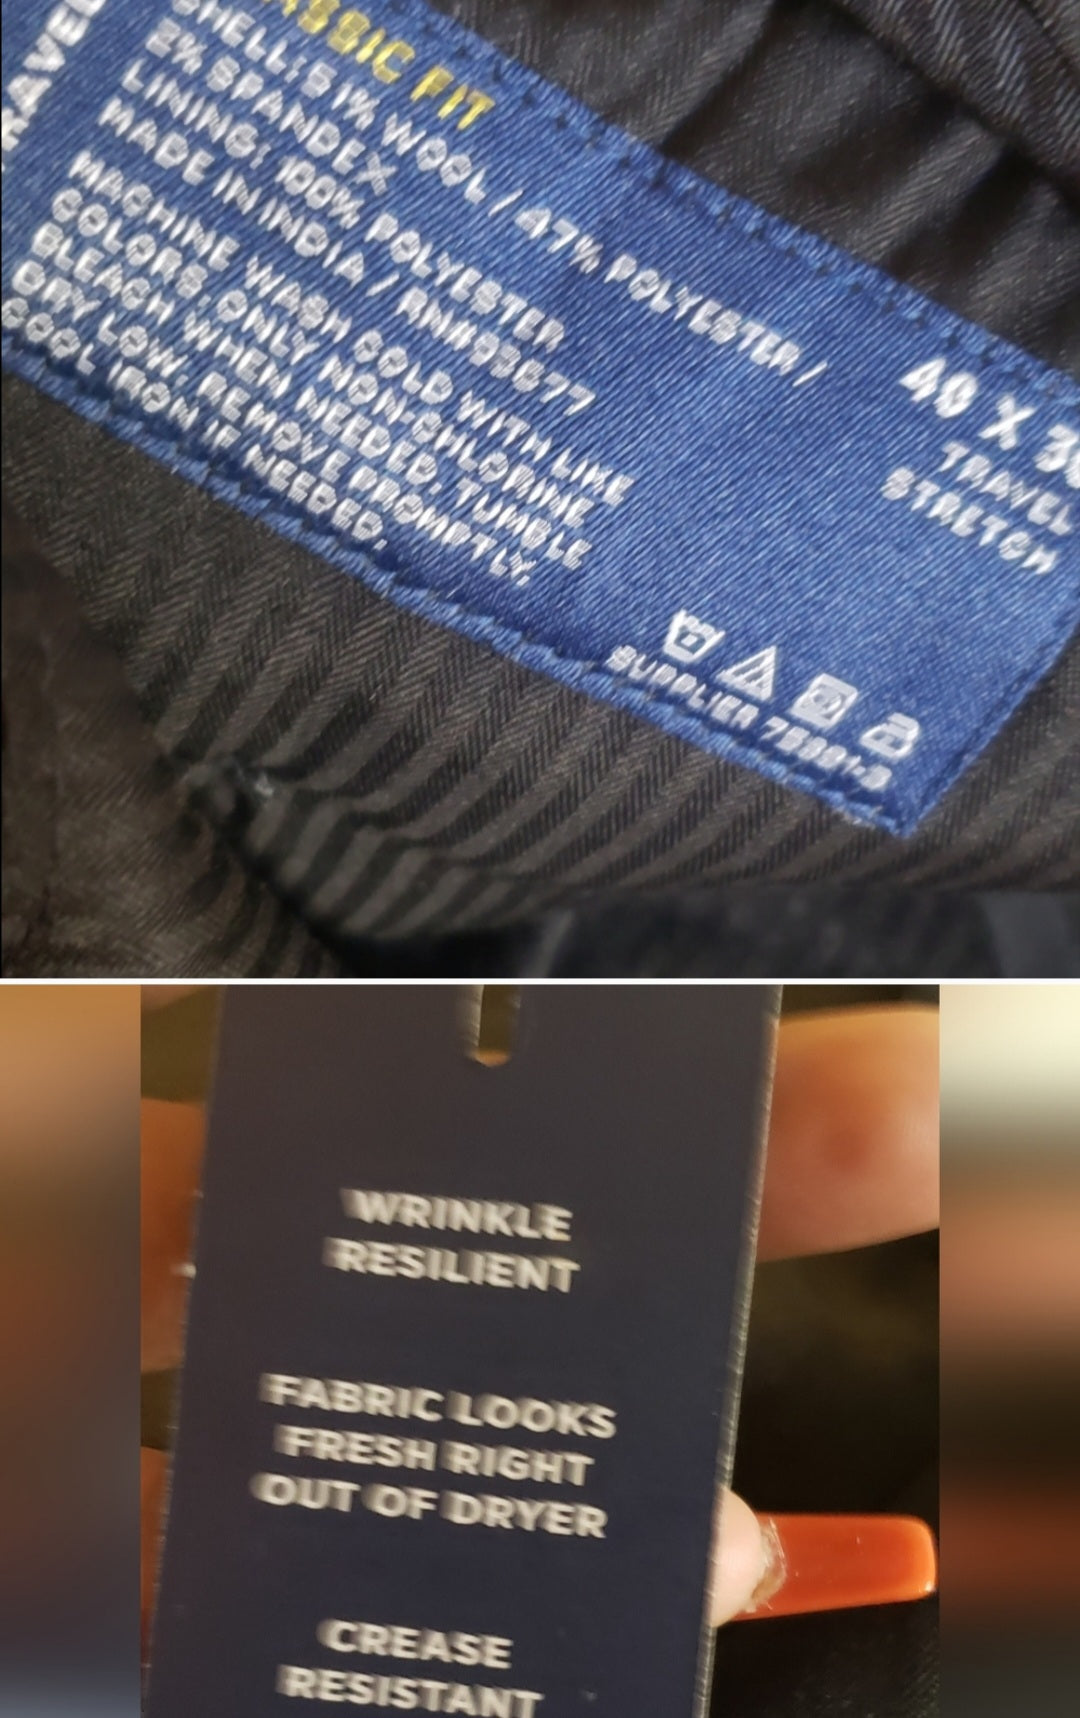 CLASSIC FIT
SHELL: 51% WOOL / 47% POLYESTER /
2% SPANDEX
LINING: 100% POLYESTER
MADE IN INDIA /
MACHINE WASH COLD WITH LIKE
COLORS, ONLY NON-CHLORINE
BLEACH WHEN NEEDED, TUMBLE
DRY LOW, REMOVE PROMPTLY,
COOL IRON IF NEEDED.
40 X
TRAVEL
STRETCH
SUPPLIER
WRINKLE
RESILIENT
FABRIC LOOKS
FRESH RIGHT
OUT OF DRYER
CREASE
RESISTANT